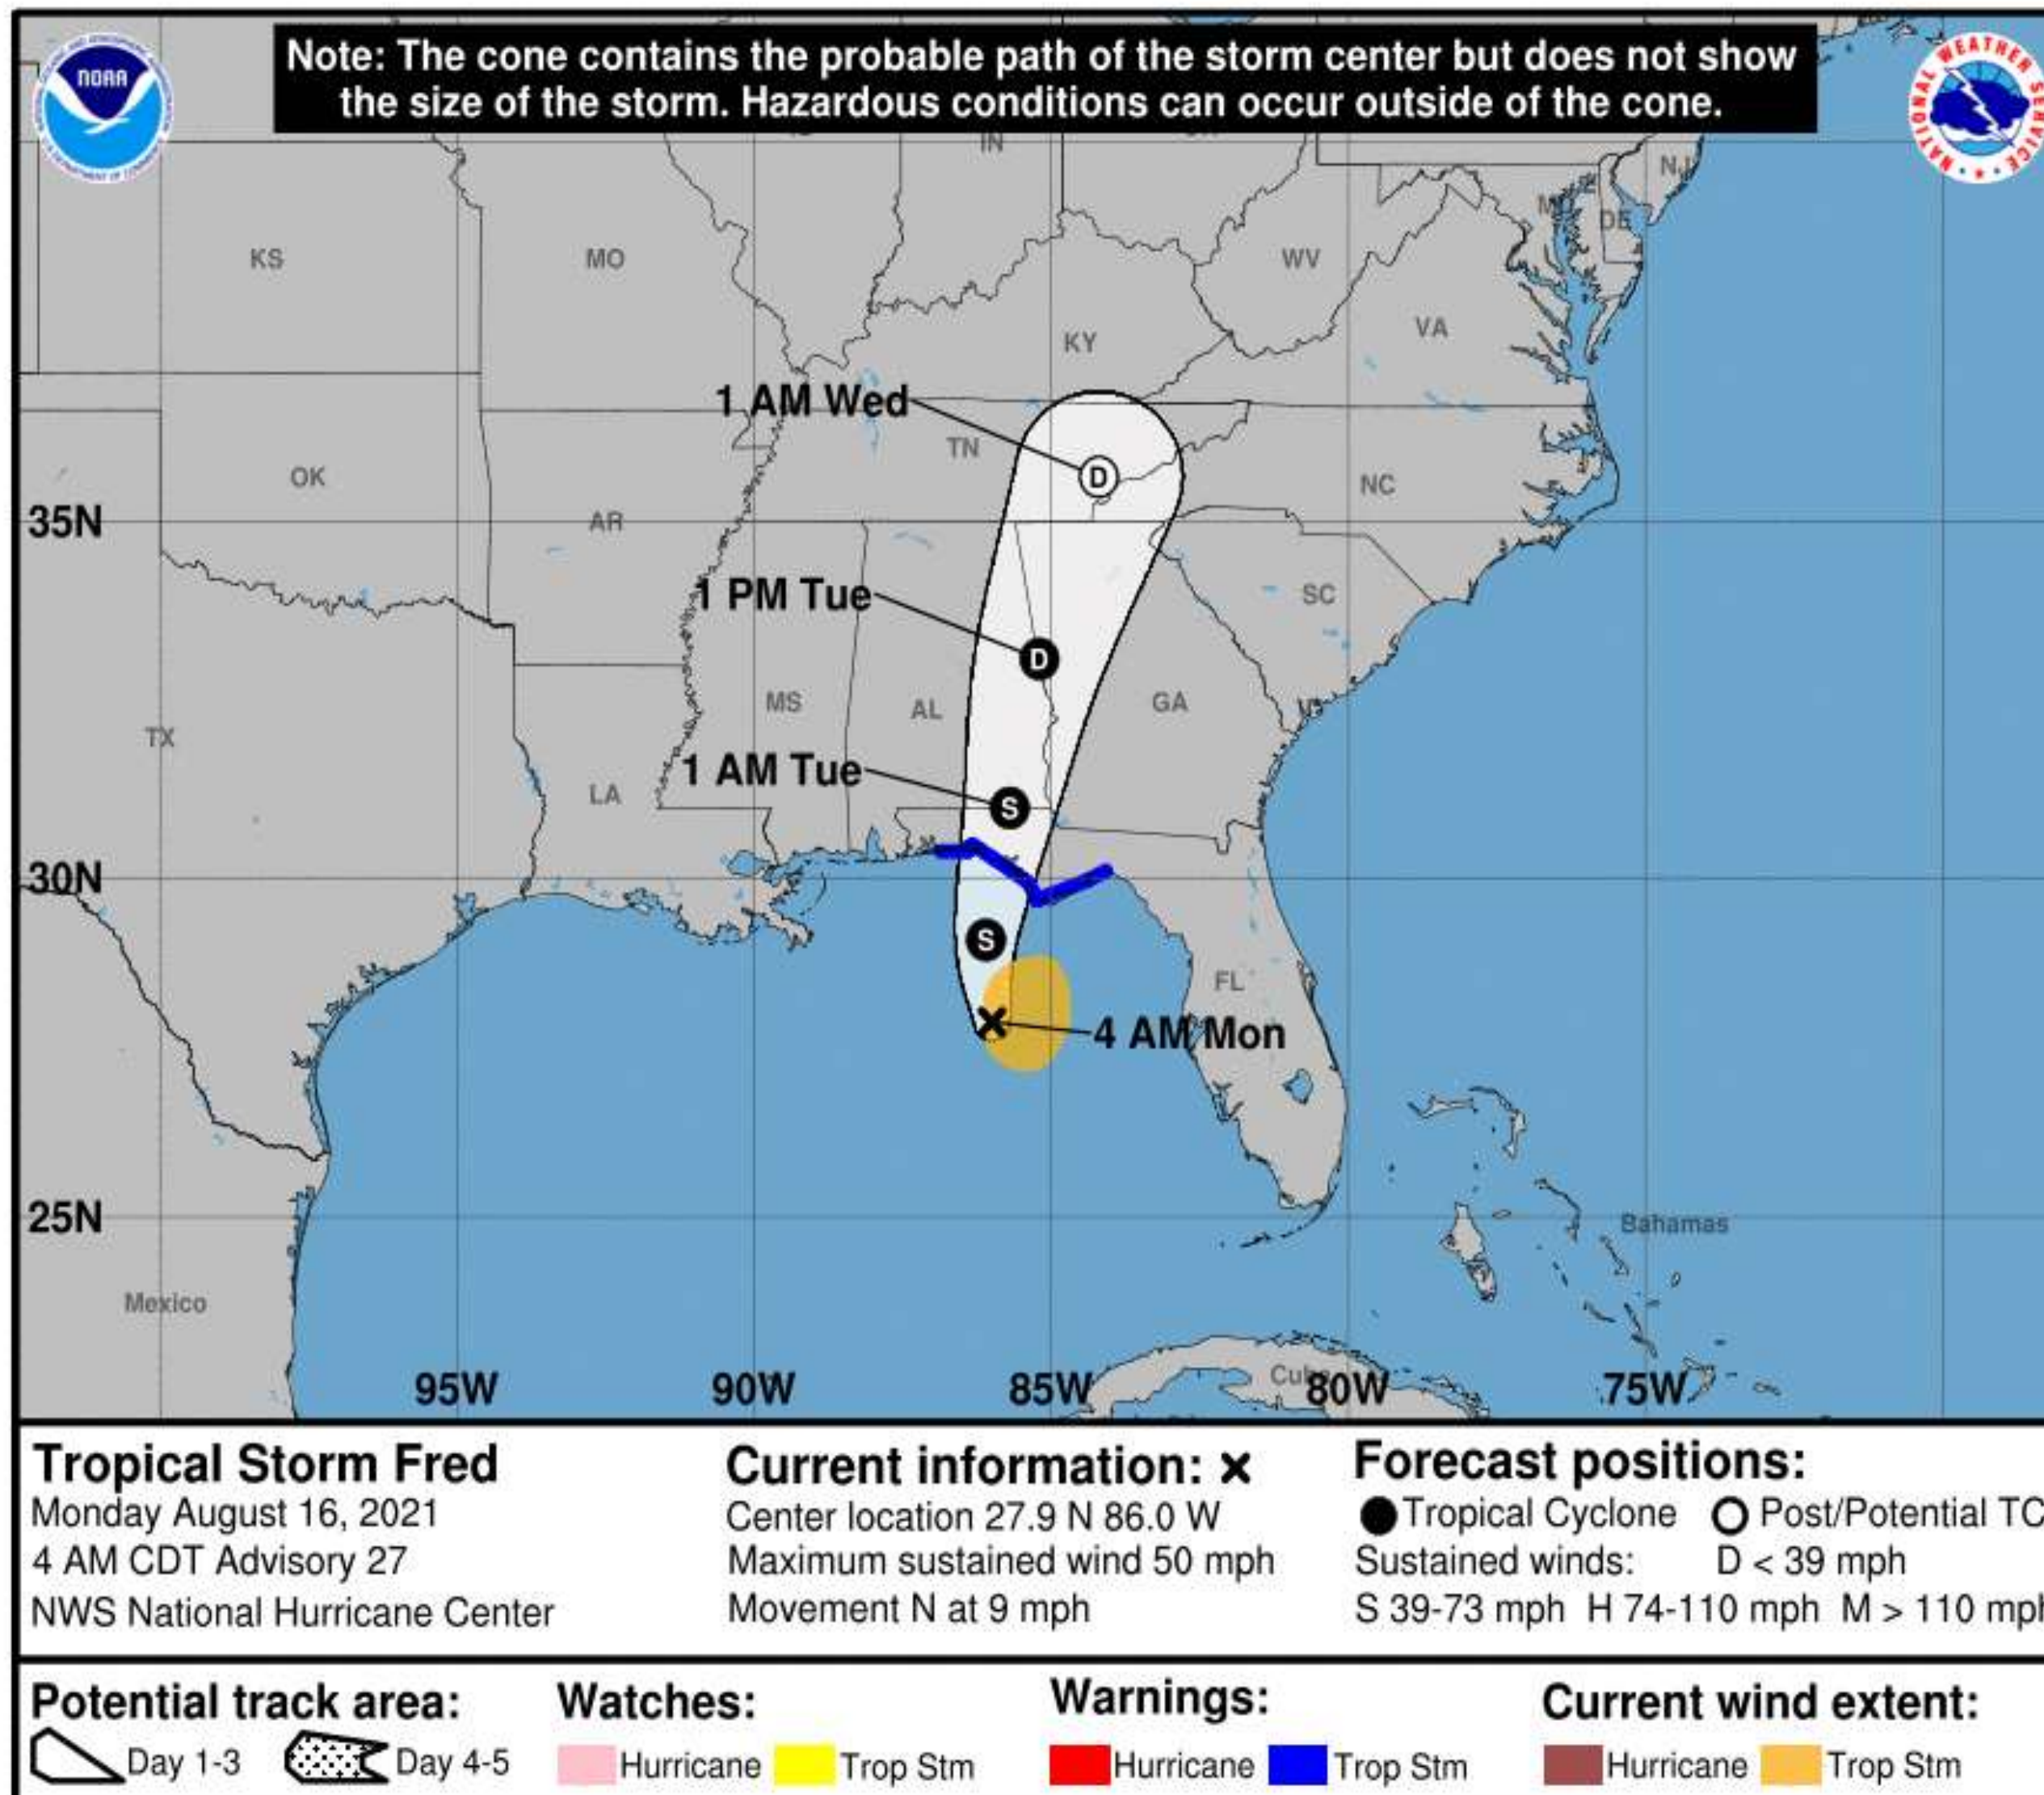 Note: The cone contains the probable path of the storm center but does not show
the size of the storm. Hazardous conditions can occur outside of the cone.
NOAA
NATIONAL WEATHER SERVICE
IN
NJ
DE
KS
MO
WV
KY
VA
1 AM Wed
TN
OK
NC
AR
35N
1 PM Tue
SC
MS
AL
GA
TX
1 AM Tue
LA
S
D
D
30N
S
FL
4 AM Mon
25N
Bahamas
Mexico
Cuba
95W
90W
85W
80W
75W
Tropical Storm Fred
Monday August 16, 2021
4 AM CDT Advisory 27
NWS National Hurricane Center
Current information: x
Center location 27.9 N 86.0 W
Maximum sustained wind 50 mph
Movement N at 9 mph
Forecast positions:
Tropical Cyclone Post/Potential TC
Sustained winds: D < 39 mph
S 39-73 mph H 74-110 mph M > 110 mph
Potential track area:
Day 1-3 Day 4-5
Watches:
Hurricane Trop Stm
Warnings:
Hurricane Trop Stm
Current wind extent:
Hurricane Trop Stm